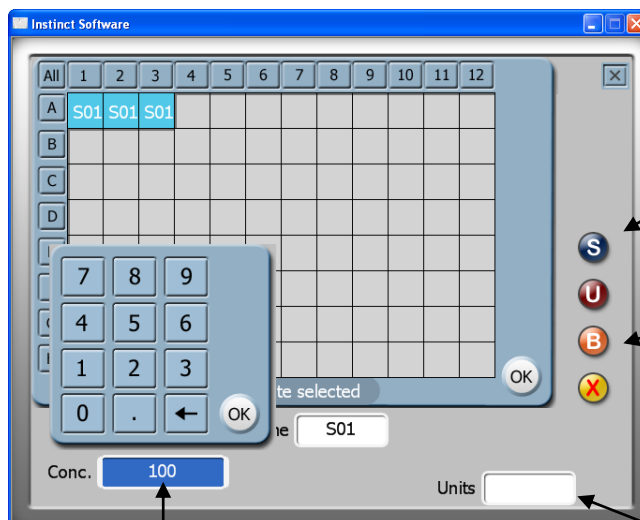 Instinct Software
All 1 2 3 4 5 6 7 8 9 10 11 12
A S01 S01 S01
B
C
D
S
U
B
X
7 8 9
4 5 6
1 2 3
0 . ← OK
OK
te selected
ne S01
Conc. 100
Units